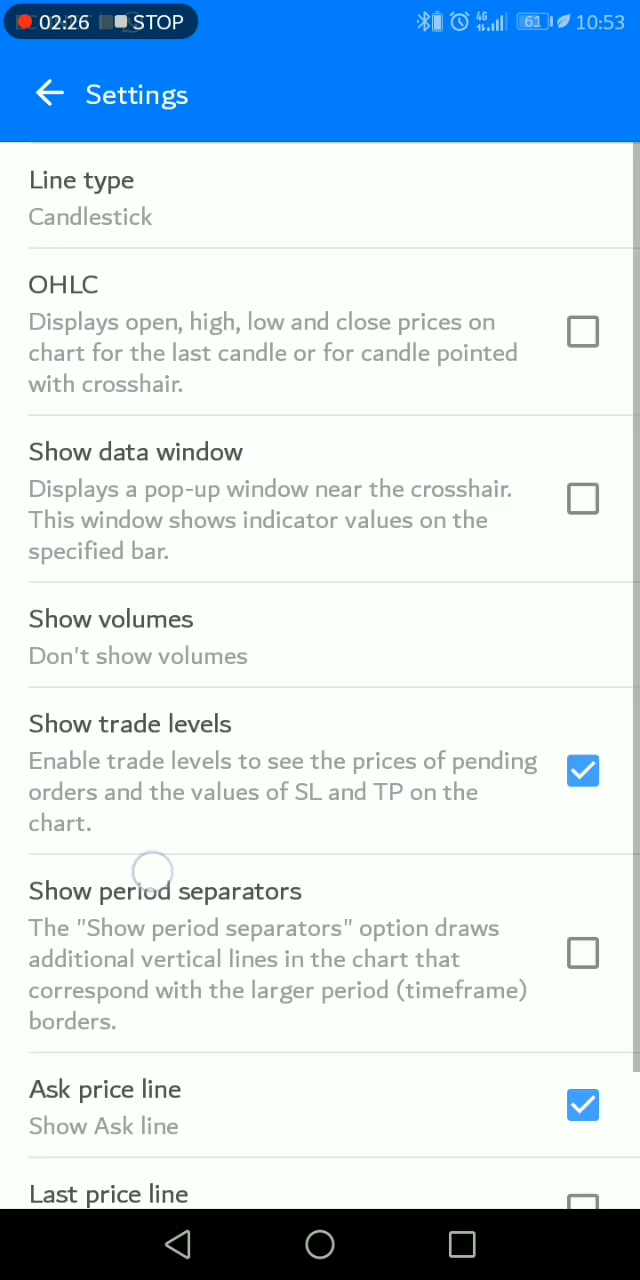 02:26 STOP 4G 61 10:53
Settings
Line type
Candlestick
OHLC
Displays open, high, low and close prices on
chart for the last candle or for candle pointed
with crosshair.
Show data window
Displays a pop-up window near the crosshair.
This window shows indicator values on the
specified bar.
Show volumes
Don't show volumes
Show trade levels
Enable trade levels to see the prices of pending
orders and the values of SL and TP on the
chart.
Show period separators
The "Show period separators" option draws
additional vertical lines in the chart that
correspond with the larger period (timeframe)
borders.
Ask price line
Show Ask line
Last price line